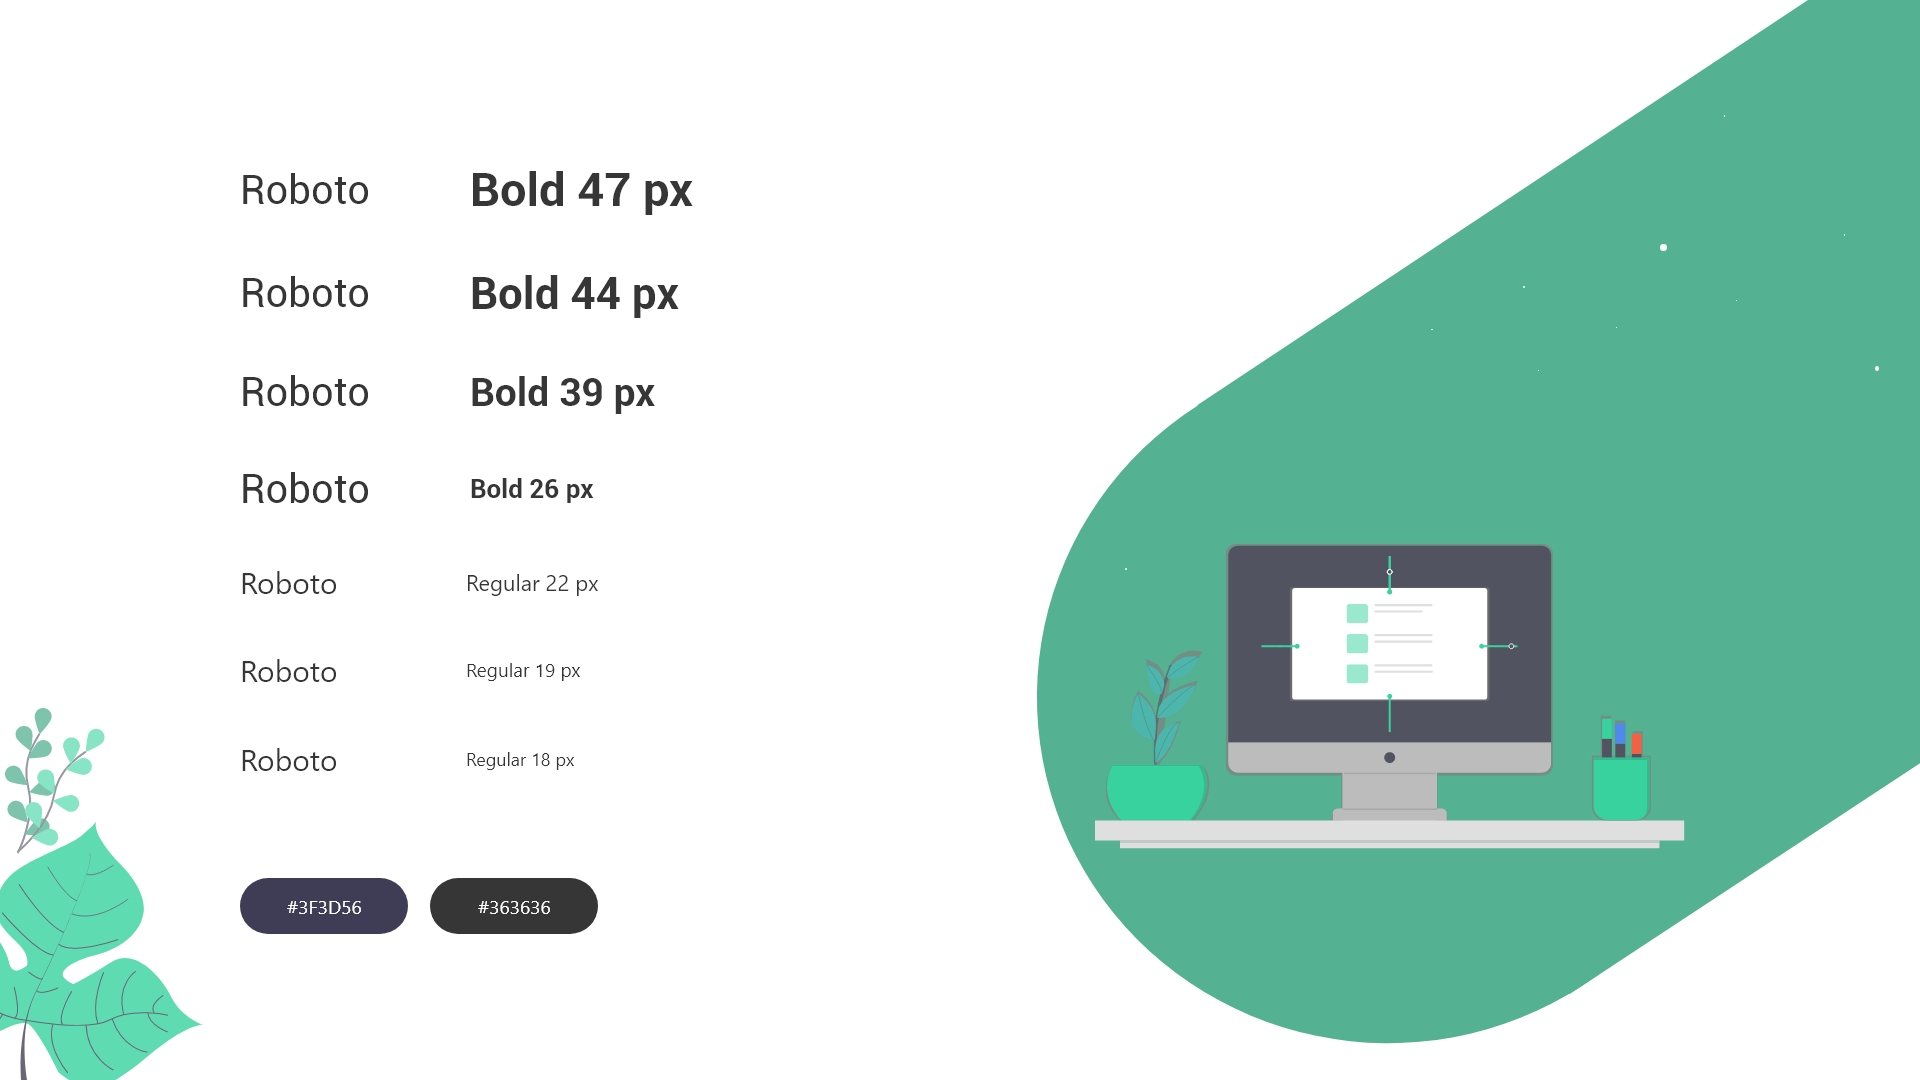 Roboto Bold 47 px
Roboto Bold 44 px
Roboto Bold 39 px
Roboto Bold 26 px
Roboto Regular 22 px
Roboto Regular 19 px
Roboto Regular 18 px
#3F3D56 #363636